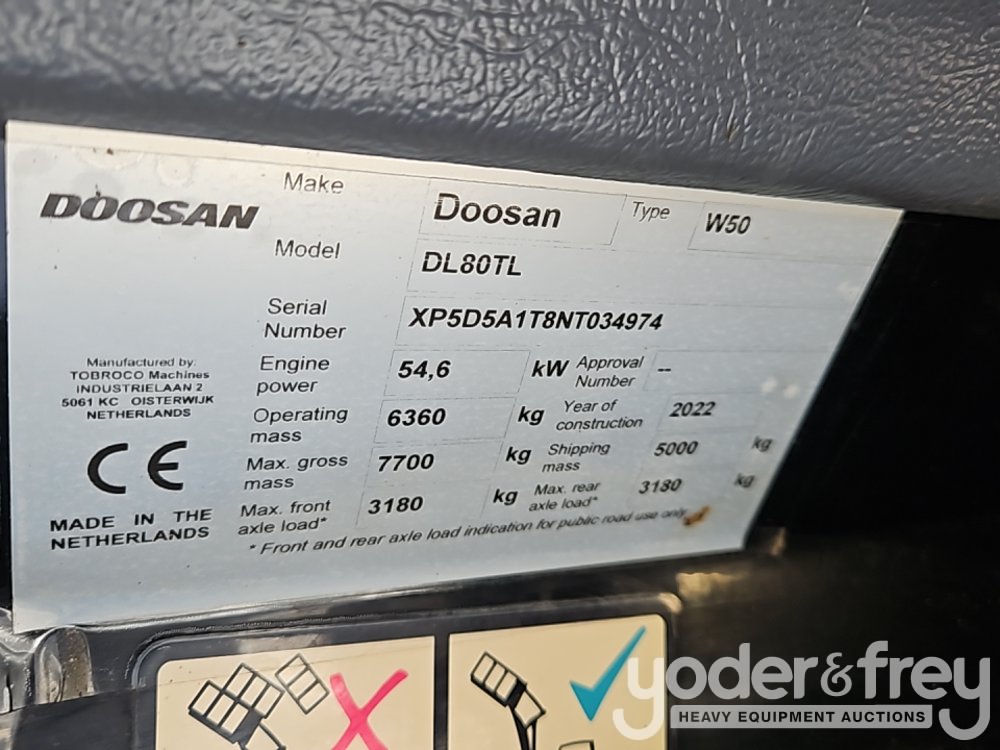 DOOSAN
Make Doosan Type W50
Model DL80TL
Serial Number XP5D5A1T8NT034974
Engine power 54,6 kW Approval Number --
Operating mass 6360 kg Year of construction 2022
Max. gross mass 7700 kg Shipping mass 5000 kg
Max. front axle load* 3180 kg Max. rear axle load* 3180 kg
* Front and rear axle load indication for public road use only
Manufactured by:
TOBROCO Machines
INDUSTRIELAAN 2
5061 KC OISTERWIJK
NETHERLANDS
CE
MADE IN THE
NETHERLANDS
yoder&frey
HEAVY EQUIPMENT AUCTIONS